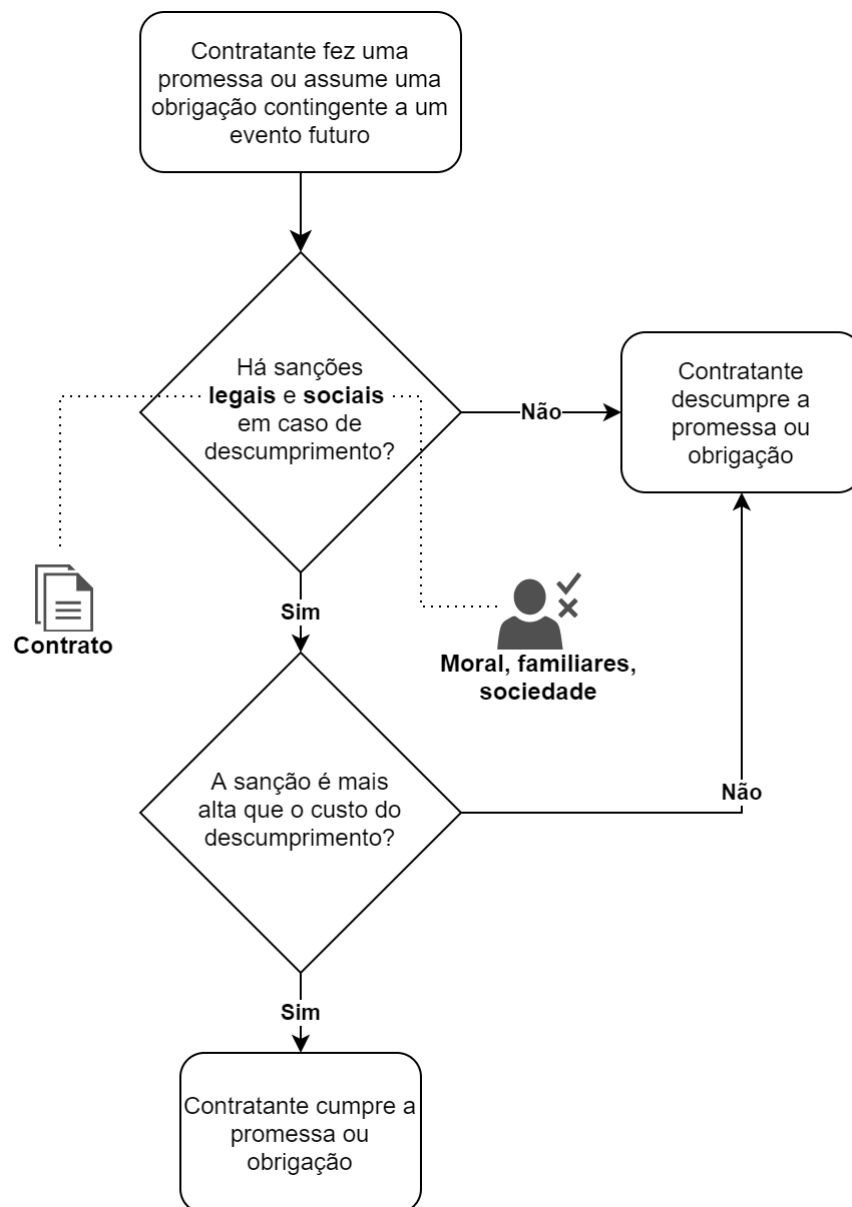 Contratante fez uma
promessa ou assume uma
obrigação contingente a um
evento futuro
Há sanções
legais e sociais
em caso de
descumprimento?
Não
Contratante
descumpre a
promessa ou
obrigação
Contrato
Sim
Moral, familiares,
sociedade
A sanção é mais
alta que o custo do
descumprimento?
Não
Sim
Contratante cumpre a
promessa ou
obrigação